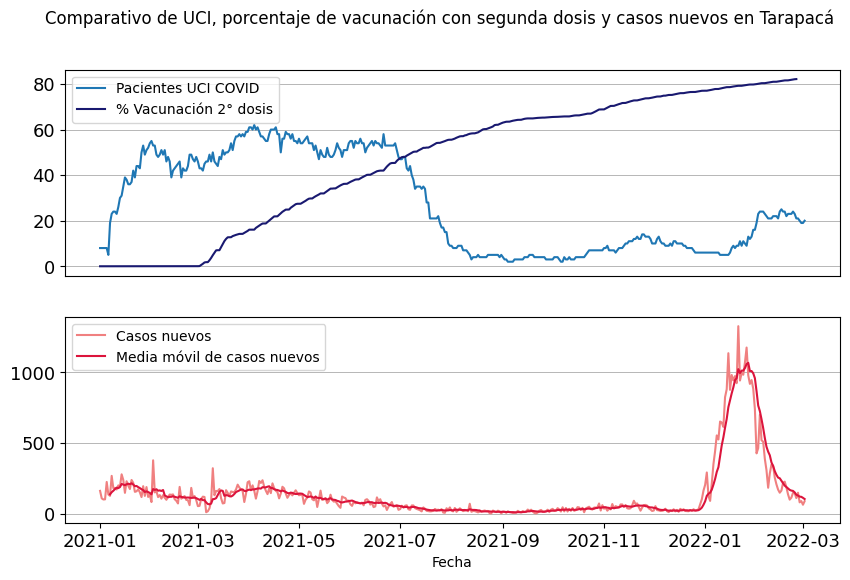 Comparativo de UCI, porcentaje de vacunación con segunda dosis y casos nuevos en Tarapacá
Pacientes UCI COVID
% Vacunación 2° dosis
80
60
40
20
0
Casos nuevos
Media móvil de casos nuevos
1000
500
0
2021-01 2021-03 2021-05 2021-07 2021-09 2021-11 2022-01 2022-03
Fecha